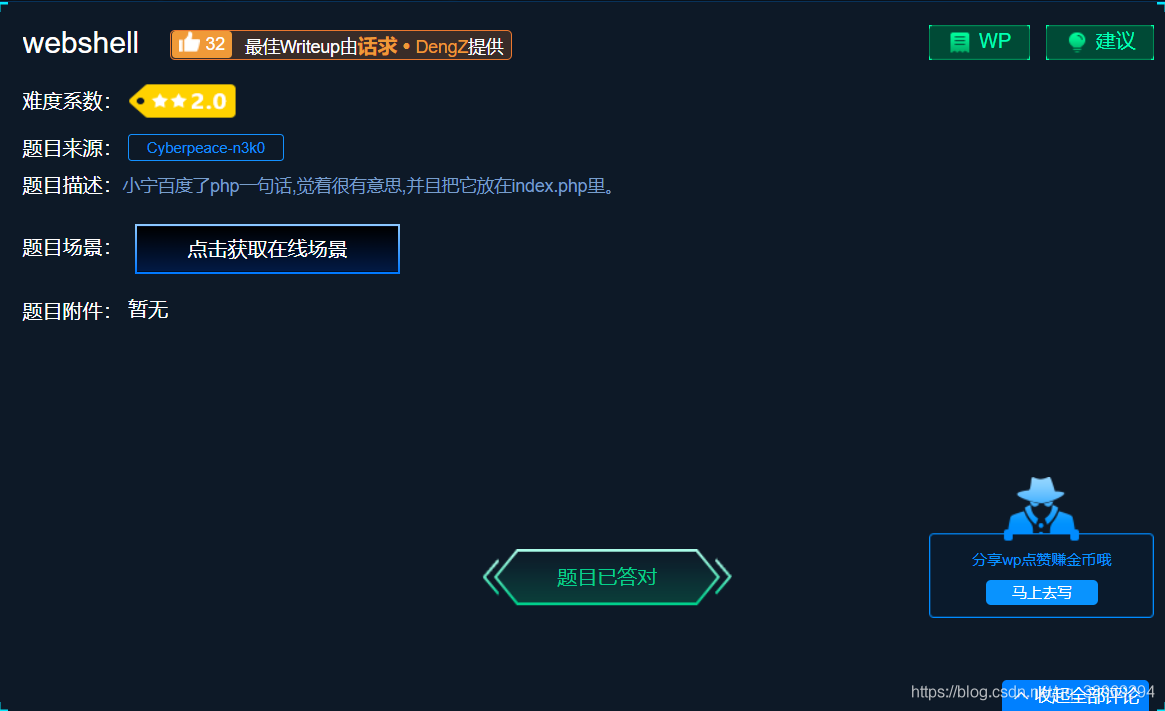 webshell 32 最佳Writeup由话求 • DengZ提供 WP 建议
难度系数： 2.0
题目来源： Cyberpeace-n3k0
题目描述：小宁百度了php一句话,觉着很有意思,并且把它放在index.php里。
题目场景： 点击获取在线场景
题目附件： 暂无
分享wp点赞赚金币哦
题目已答对
马上去写
收起全部评论